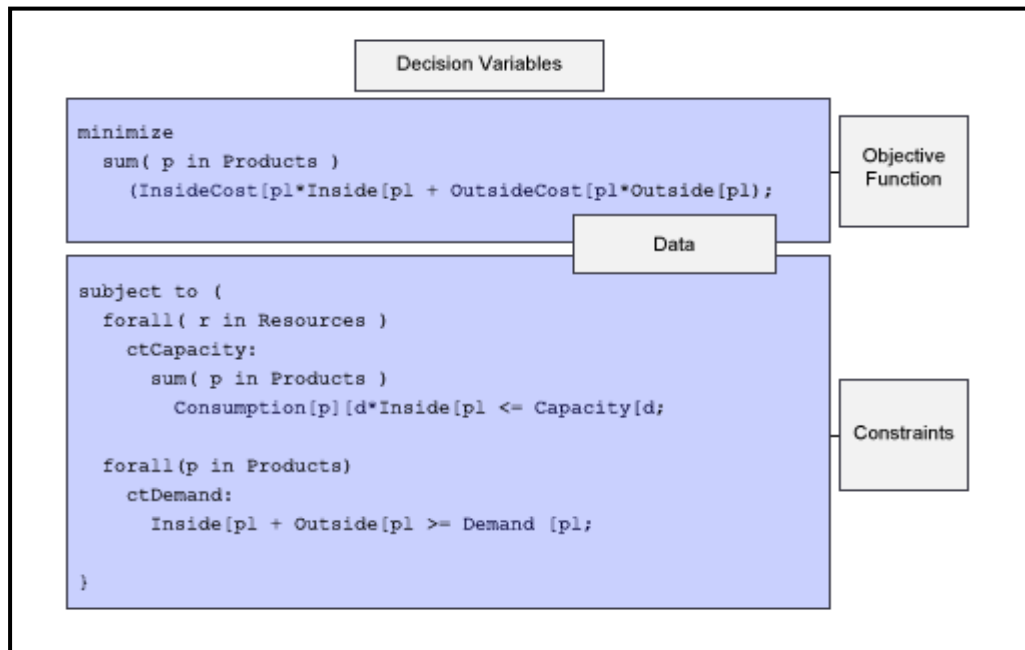 Decision Variables
minimize
sum( p in Products )
(InsideCost[pl*Inside[pl + OutsideCost[pl*Outside[pl);
Objective
Function
Data
subject to (
forall( r in Resources )
ctCapacity:
sum( p in Products )
Consumption[p][d*Inside[pl <= Capacity[d;
forall(p in Products)
ctDemand:
Inside[pl + Outside[pl >= Demand [pl;
}
Constraints